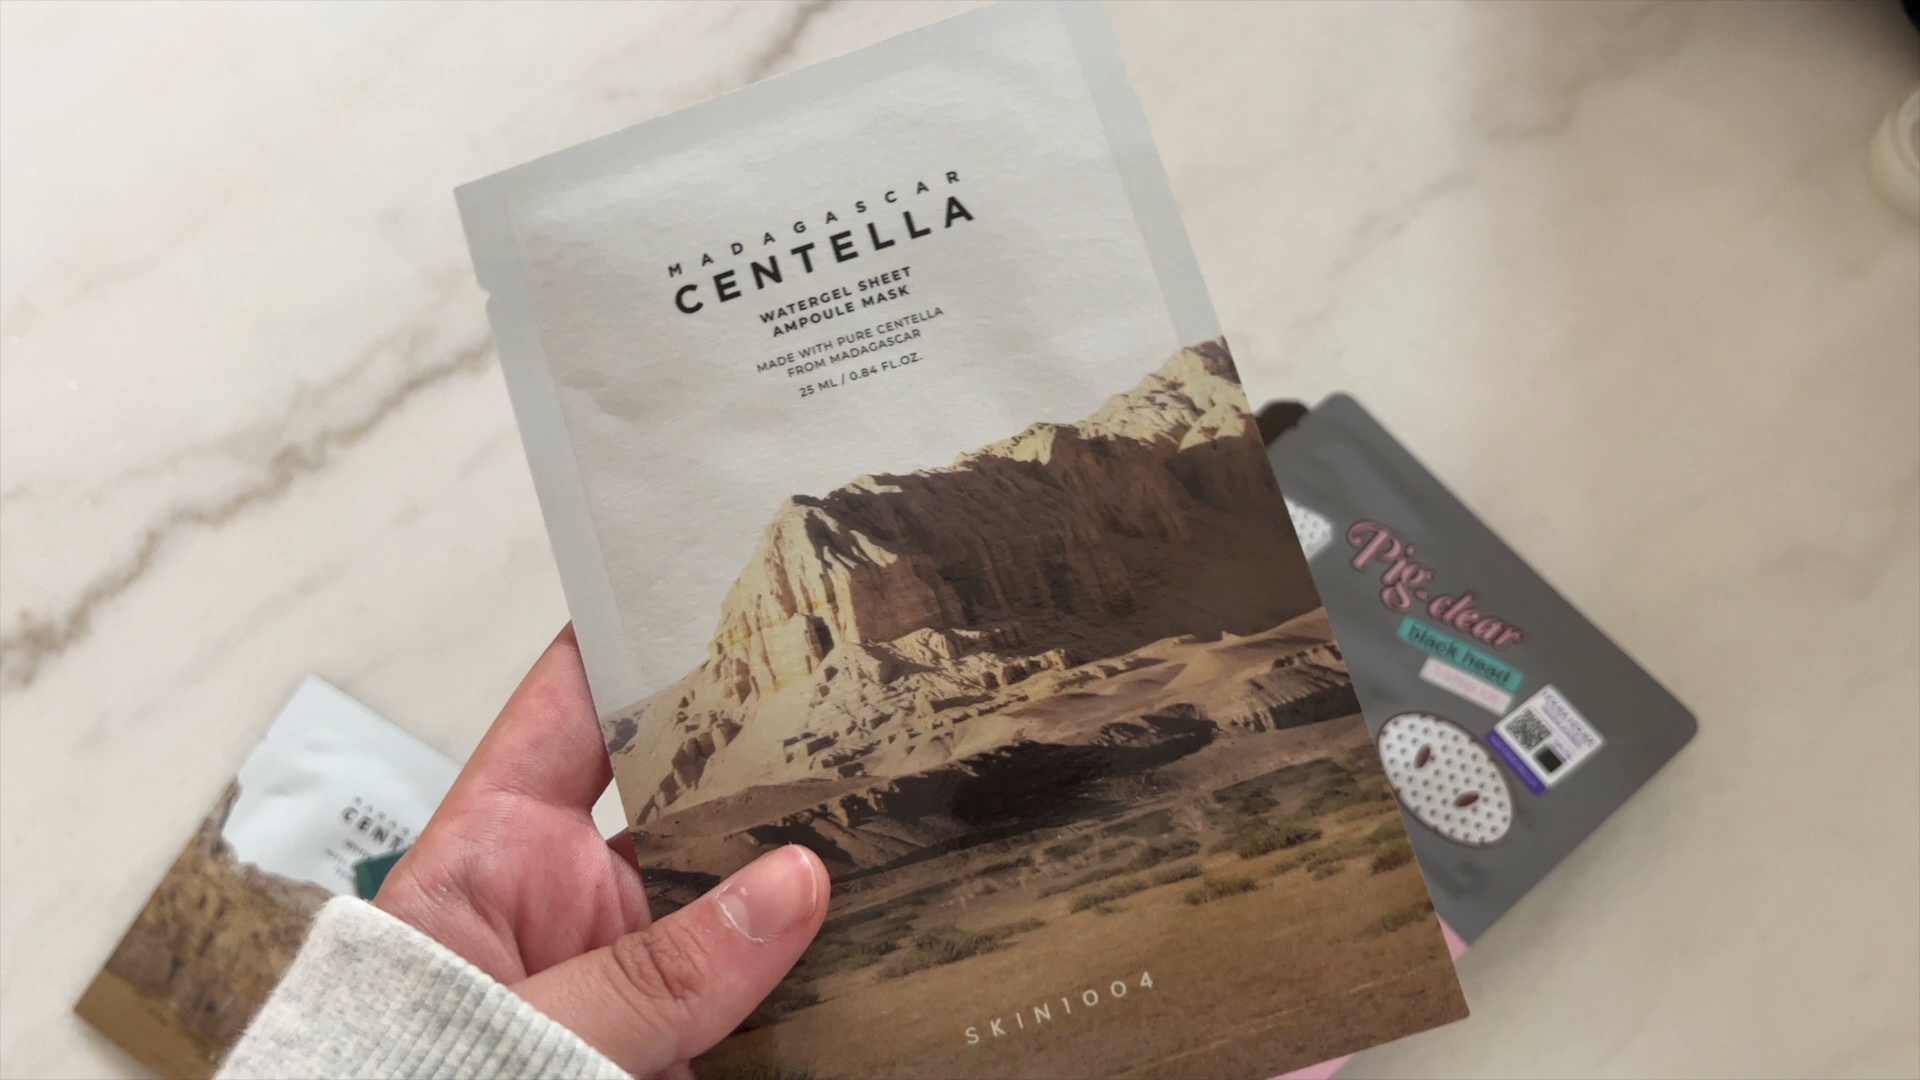 MADAGASCAR
CENTELLA
WATERGEL SHEET
AMPOULE MASK
MADE WITH PURE CENTELLA
FROM MADAGASCAR
25 ML / 0.84 FL.OZ.
SKIN1004
Pig-clear
black head
CENT